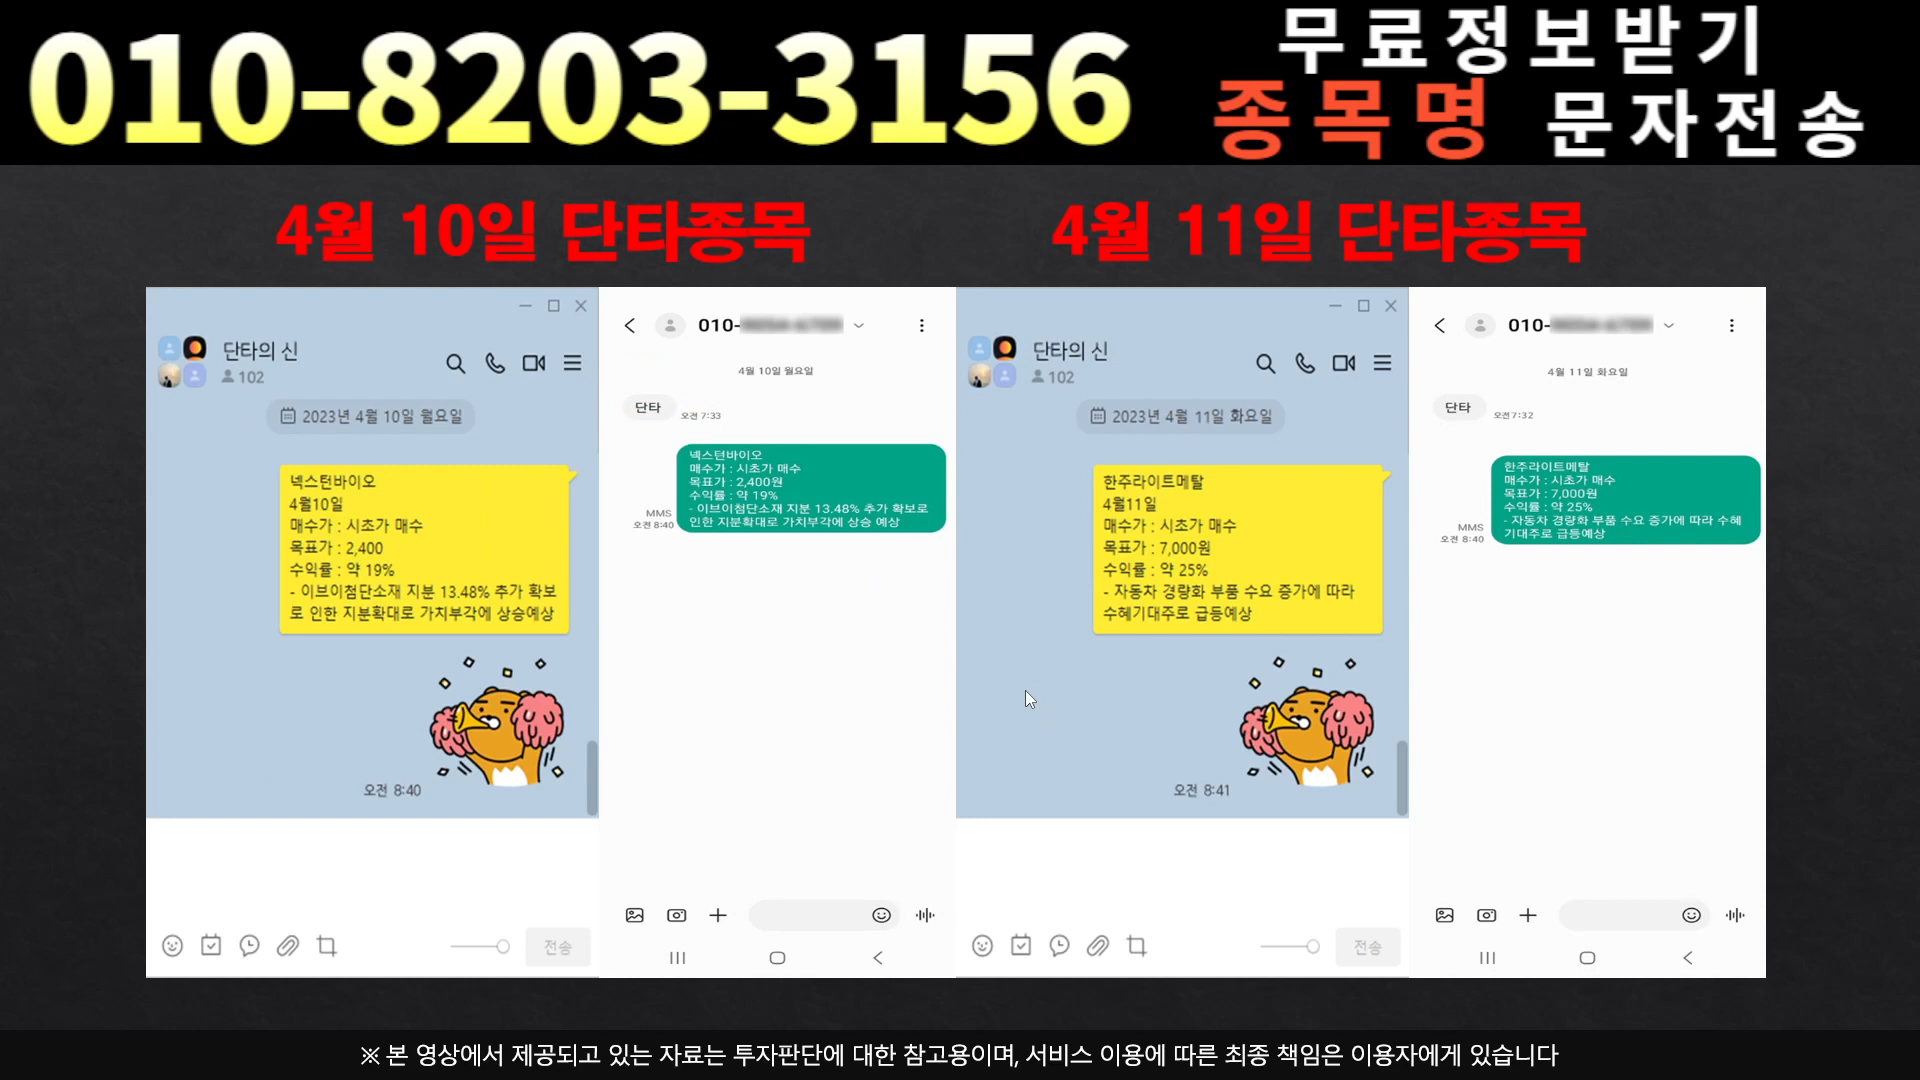 010-8203-3156
무료정보받기
종목명 문자전송
4월 10일 단타종목
4월 11일 단타종목
단타의 신
102
2023년 4월 10일 월요일
넥스턴바이오
4월10일
매수가 : 시초가 매수
목표가 : 2,400
수익률 : 약 19%
- 이브이첨단소재 지분 13.48% 추가 확보
로 인한 지분확대로 가치부각에 상승예상
오전 8:40
전송
010-
4월 10일 월요일
단타
오전 7:33
넥스턴바이오
매수가 : 시초가 매수
목표가 : 2,400원
수익률 : 약 19%
- 이브이첨단소재 지분 13.48% 추가 확보로
인한 지분확대로 가치부각에 상승 예상
MMS
오전 8:40
단타의 신
102
2023년 4월 11일 화요일
한주라이트메탈
4월11일
매수가 : 시초가 매수
목표가 : 7,000원
수익률 : 약 25%
- 자동차 경량화 부품 수요 증가에 따라
수혜기대주로 급등예상
오전 8:41
전송
010-
4월 11일 화요일
단타
오전 7:32
한주라이트메탈
매수가 : 시초가 매수
목표가 : 7,000원
수익률 : 약 25%
- 자동차 경량화 부품 수요 증가에 따라 수혜
기대주로 급등예상
MMS
오전 8:40
※ 본 영상에서 제공되고 있는 자료는 투자판단에 대한 참고용이며, 서비스 이용에 따른 최종 책임은 이용자에게 있습니다